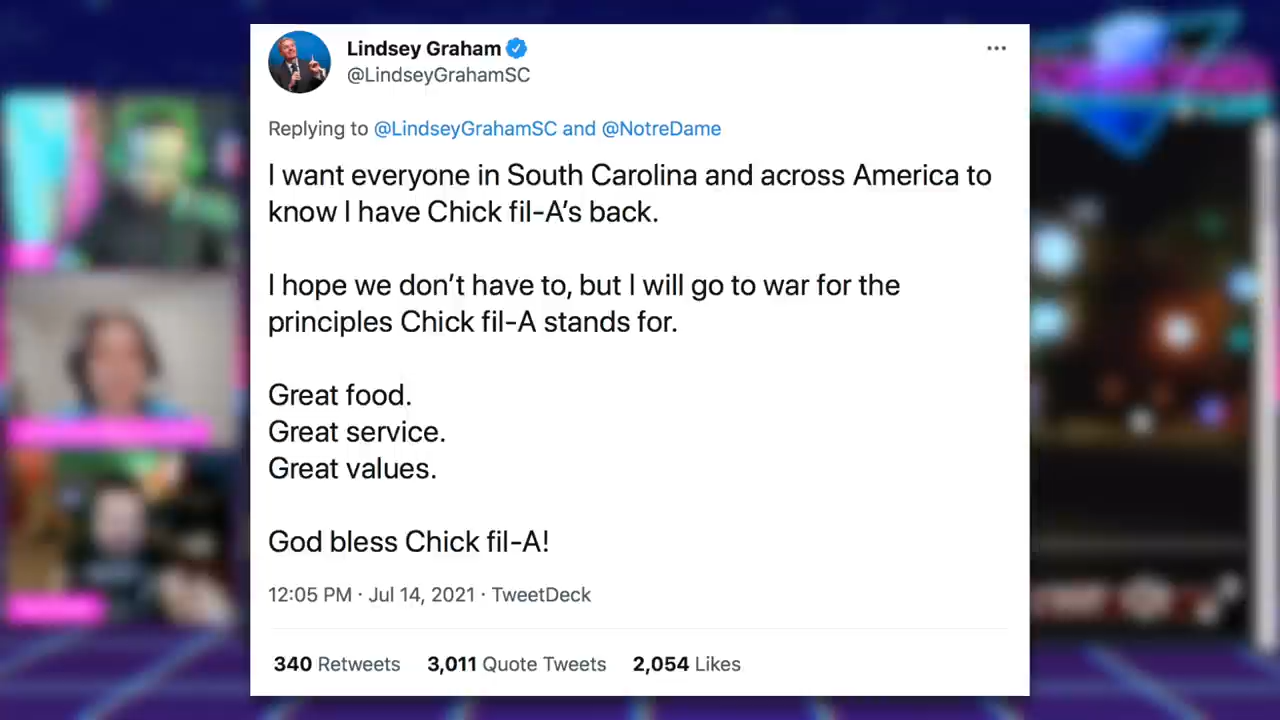 Lindsey Graham
@LindseyGrahamSC
Replying to @LindseyGrahamSC and @NotreDame
I want everyone in South Carolina and across America to
know I have Chick fil-A’s back.
I hope we don’t have to, but I will go to war for the
principles Chick fil-A stands for.
Great food.
Great service.
Great values.
God bless Chick fil-A!
12:05 PM · Jul 14, 2021 · TweetDeck
340 Retweets 3,011 Quote Tweets 2,054 Likes